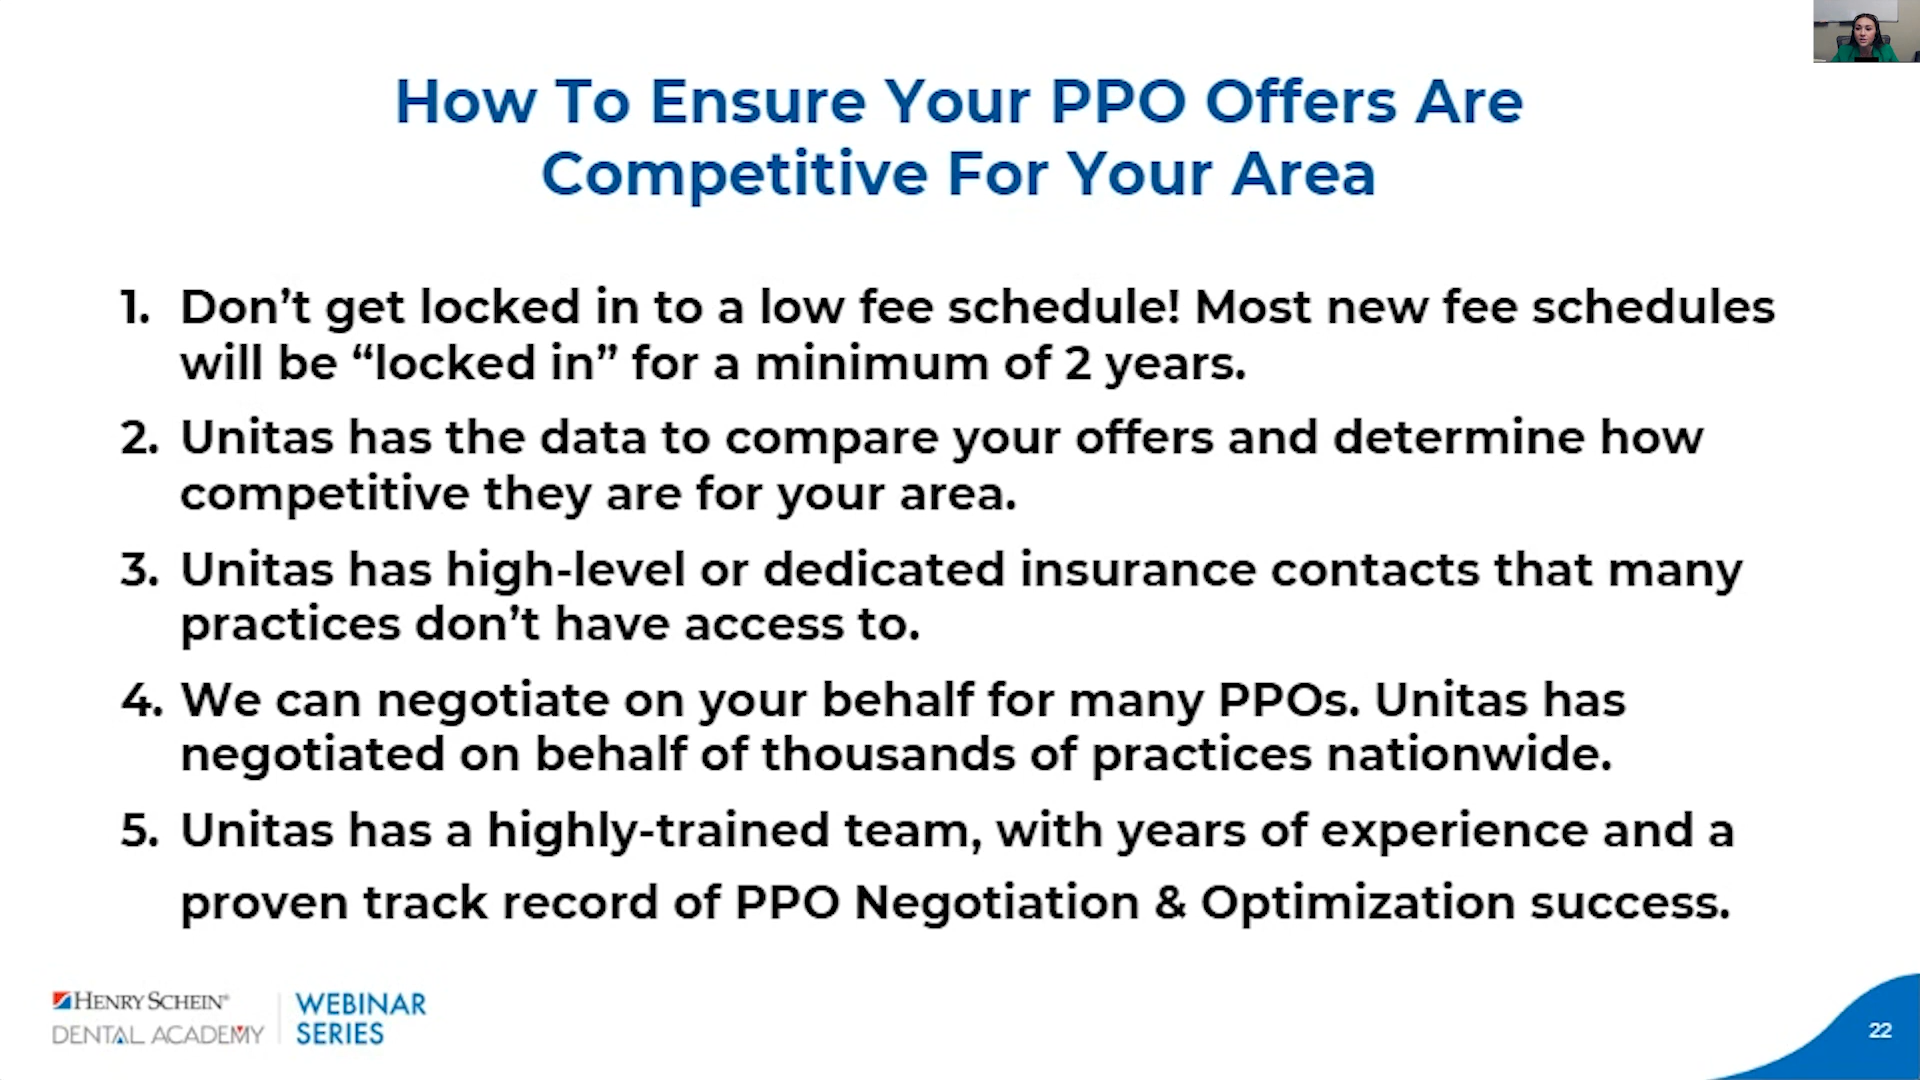 How To Ensure Your PPO Offers Are
Competitive For Your Area
1. Don’t get locked in to a low fee schedule! Most new fee schedules
will be “locked in” for a minimum of 2 years.
2. Unitas has the data to compare your offers and determine how
competitive they are for your area.
3. Unitas has high-level or dedicated insurance contacts that many
practices don’t have access to.
4. We can negotiate on your behalf for many PPOs. Unitas has
negotiated on behalf of thousands of practices nationwide.
5. Unitas has a highly-trained team, with years of experience and a
proven track record of PPO Negotiation & Optimization success.
HENRY SCHEIN®
DENTAL ACADEMY
WEBINAR
SERIES
22